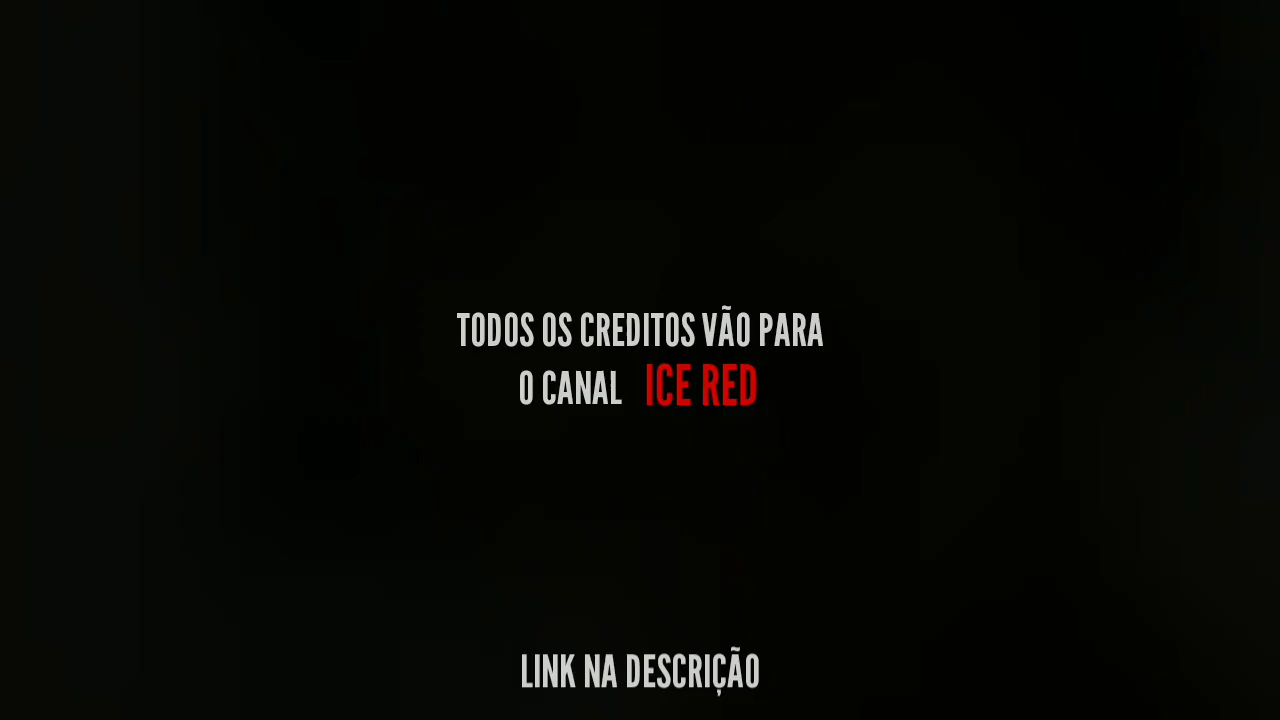 TODOS OS CREDITOS VÃO PARA
O CANAL ICE RED
LINK NA DESCRIÇÃO